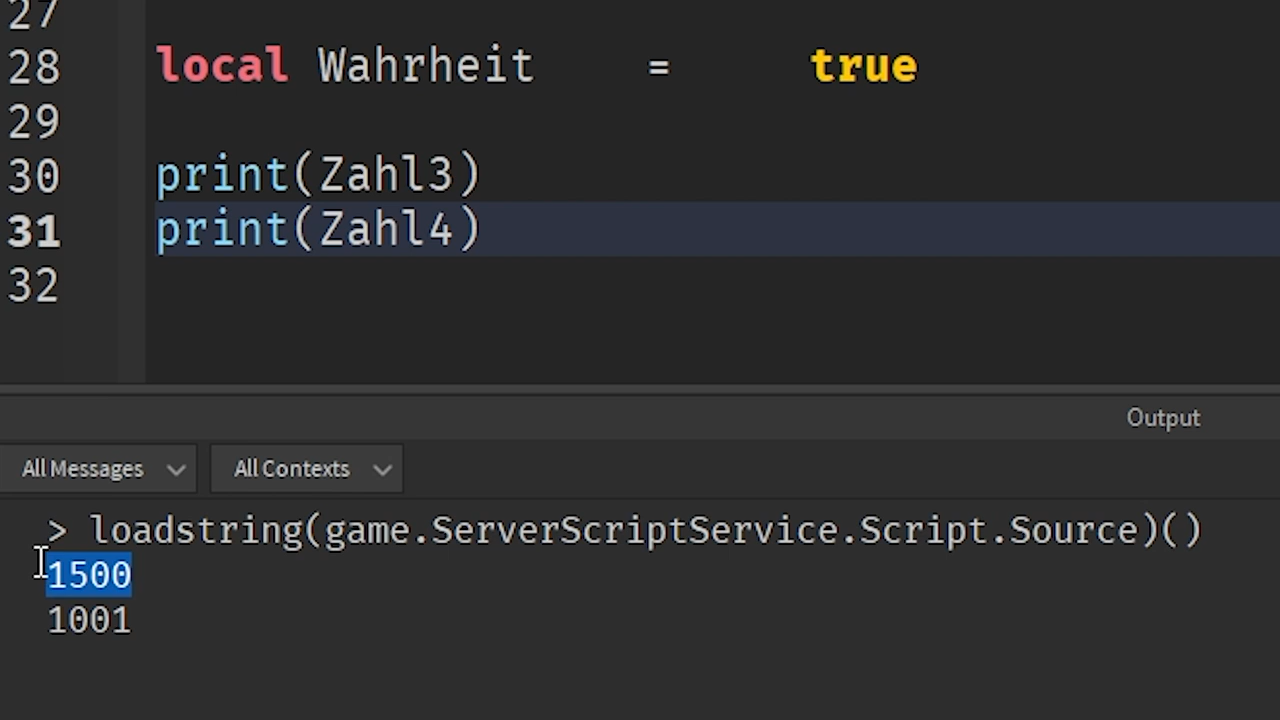 27
28 local Wahrheit = true
29
30 print(Zahl3)
31 print(Zahl4)
32
Output
All Messages All Contexts
> loadstring(game.ServerScriptService.Script.Source)()
1500
1001